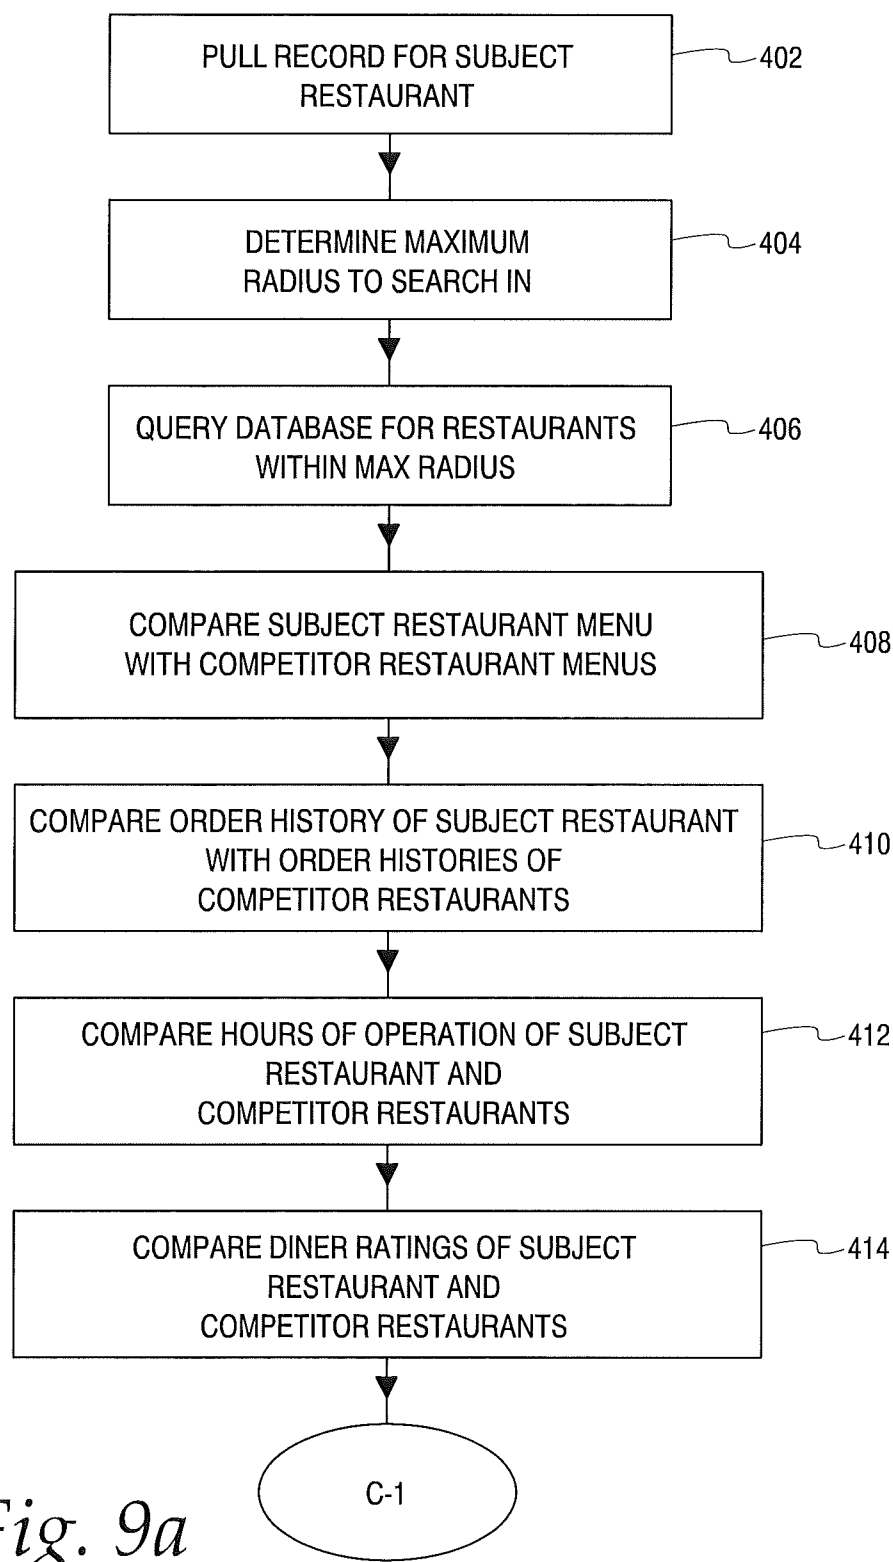 PULL RECORD FOR SUBJECT
RESTAURANT
402
DETERMINE MAXIMUM
RADIUS TO SEARCH IN
404
QUERY DATABASE FOR RESTAURANTS
WITHIN MAX RADIUS
406
COMPARE SUBJECT RESTAURANT MENU
WITH COMPETITOR RESTAURANT MENUS
408
COMPARE ORDER HISTORY OF SUBJECT RESTAURANT
WITH ORDER HISTORIES OF
COMPETITOR RESTAURANTS
410
COMPARE HOURS OF OPERATION OF SUBJECT
RESTAURANT AND
COMPETITOR RESTAURANTS
412
COMPARE DINER RATINGS OF SUBJECT
RESTAURANT AND
COMPETITOR RESTAURANTS
414
C-1
Fig. 9a